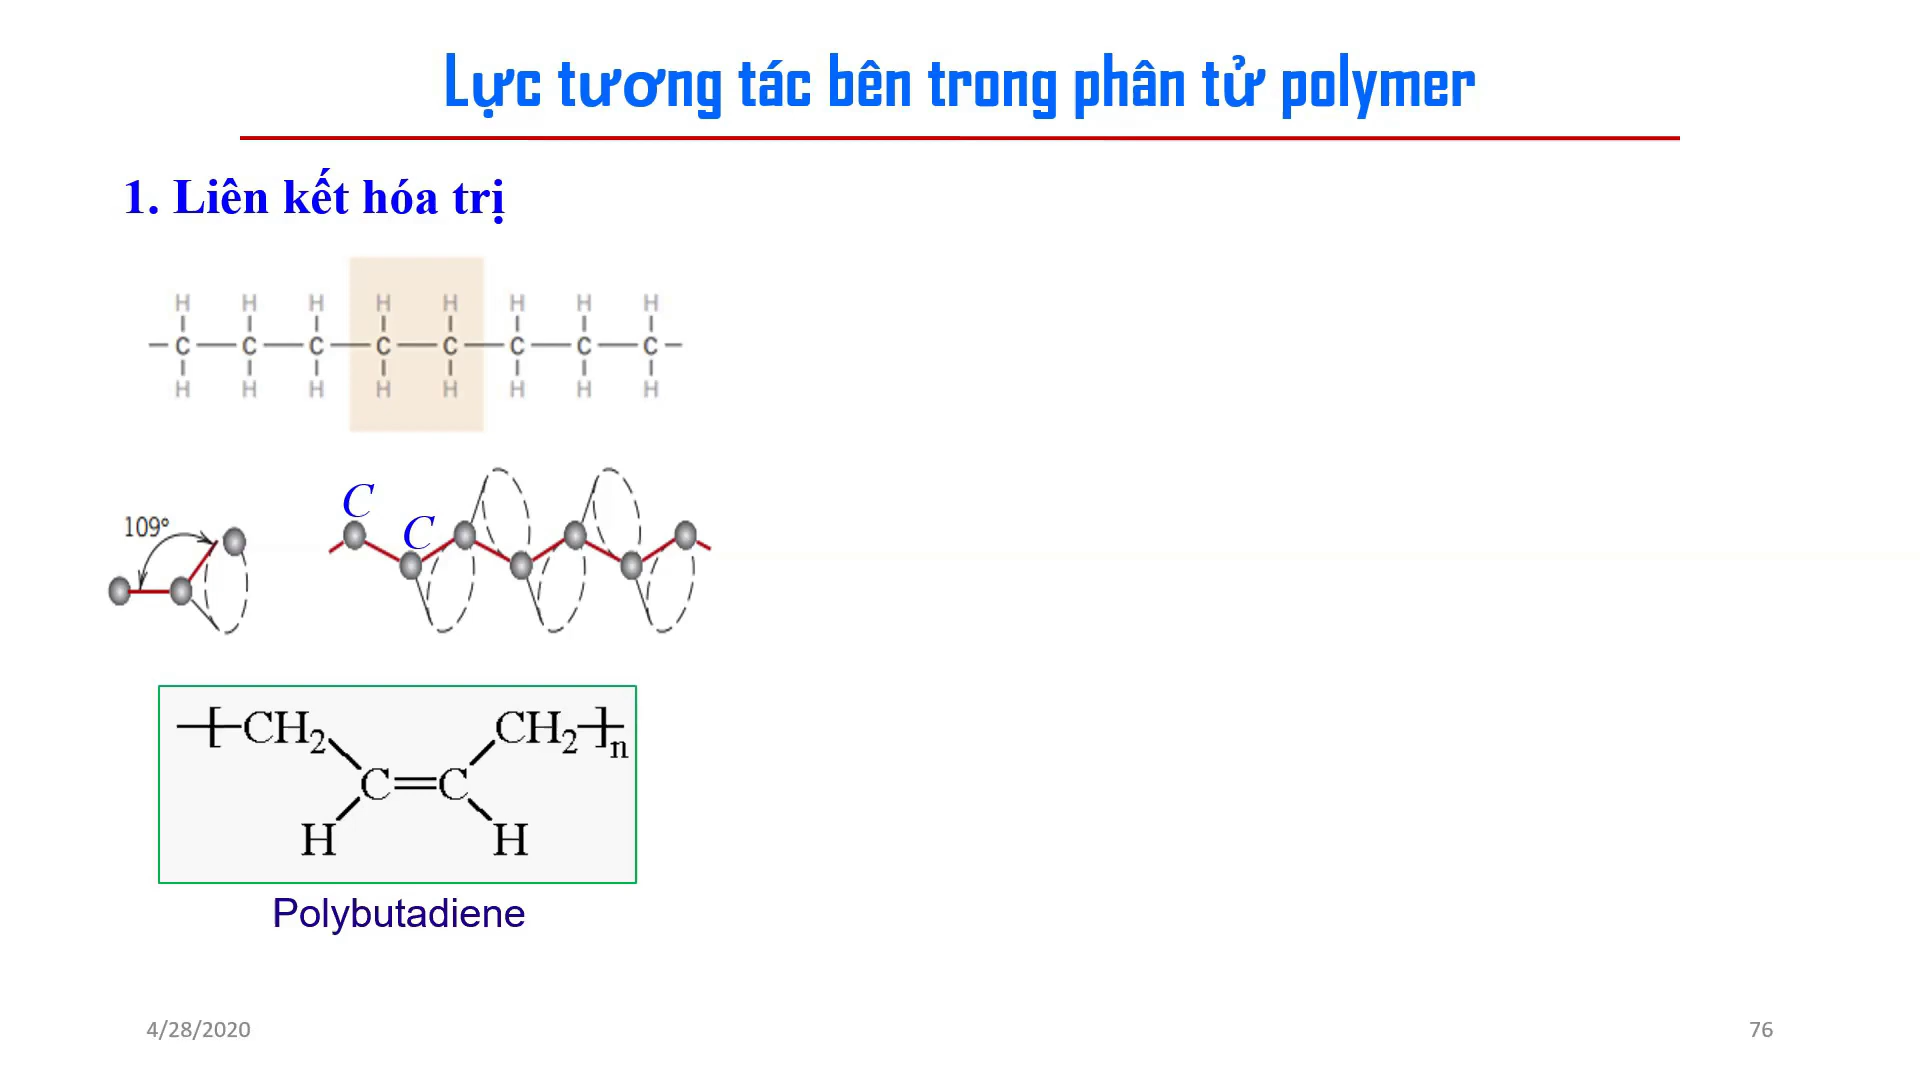 Lực tương tác bên trong phân tử polymer
1. Liên kết hóa trị
H H H H H H H H
C C C C C C C C
H H H H H H H H
109°
C
C
[CH2 CH2]n
C=C
H H
Polybutadiene
4/28/2020 76